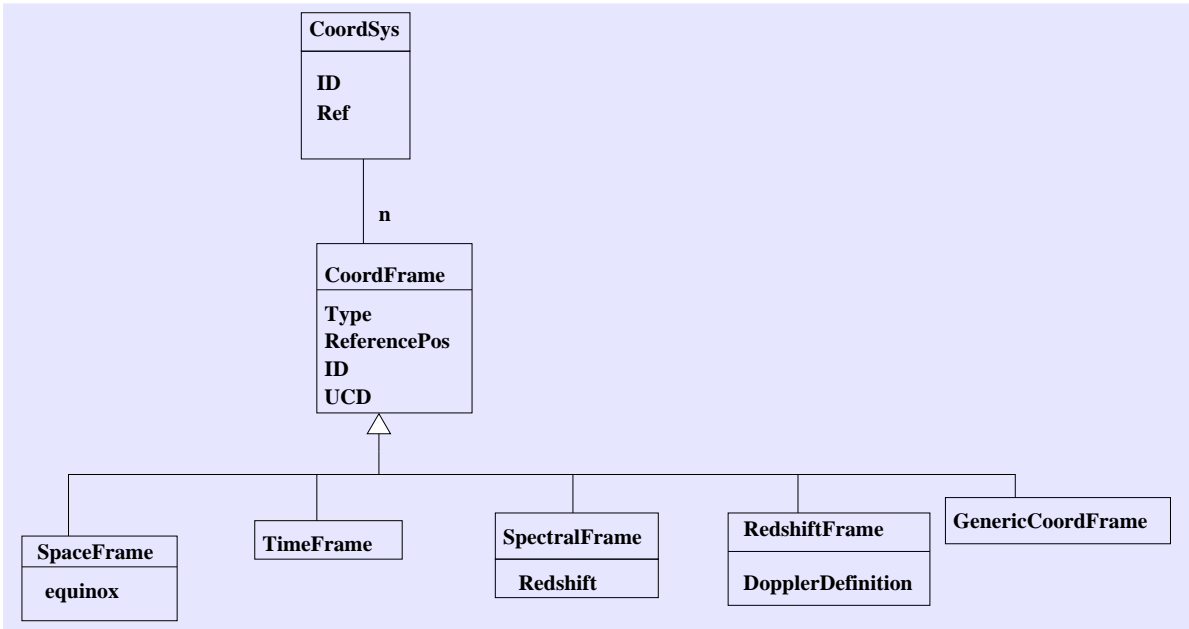 CoordSys
ID
Ref
n
CoordFrame
Type
ReferencePos
ID
UCD
SpaceFrame
equinox
TimeFrame
SpectralFrame
Redshift
RedshiftFrame
DopplerDefinition
GenericCoordFrame